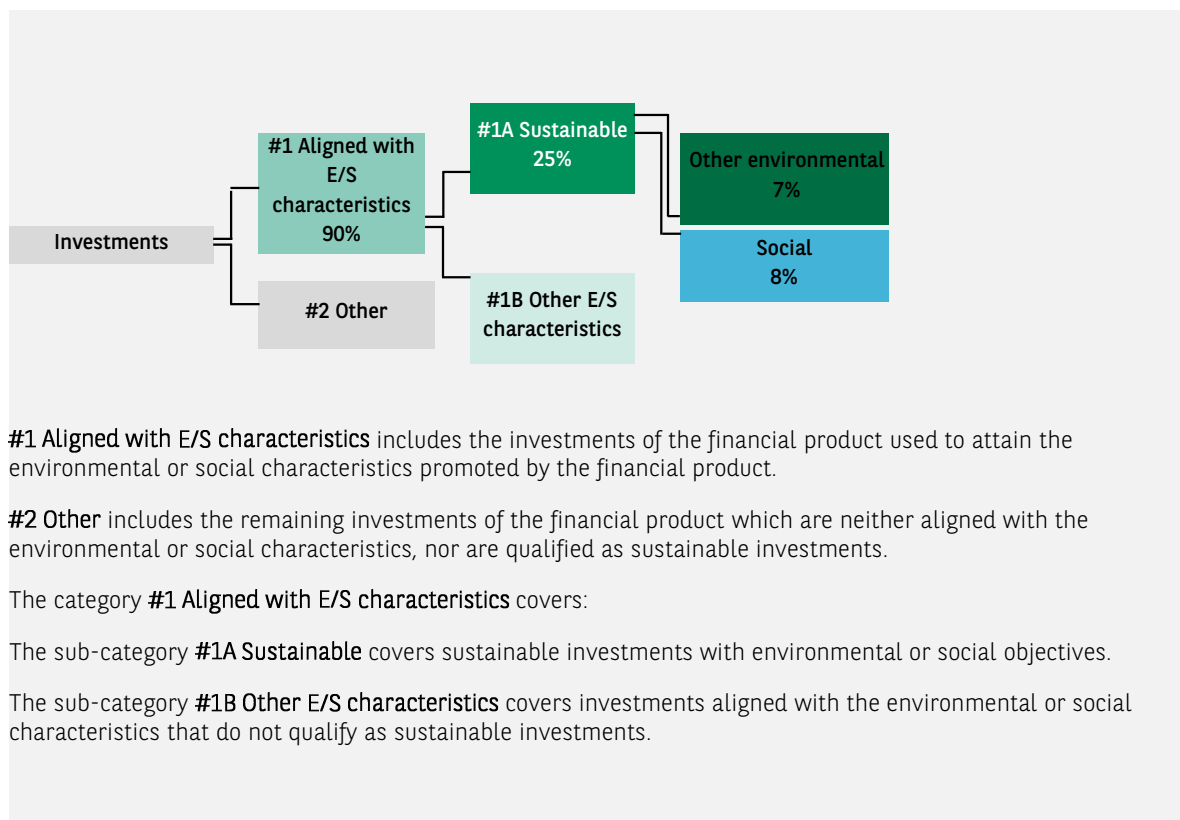 #1A Sustainable
25%
#1 Aligned with
E/S
characteristics
90%
Other environmental
7%
Investments
Social
8%
#2 Other
#1B Other E/S
characteristics
#1 Aligned with E/S characteristics includes the investments of the financial product used to attain the
environmental or social characteristics promoted by the financial product.
#2 Other includes the remaining investments of the financial product which are neither aligned with the
environmental or social characteristics, nor are qualified as sustainable investments.
The category #1 Aligned with E/S characteristics covers:
The sub-category #1A Sustainable covers sustainable investments with environmental or social objectives.
The sub-category #1B Other E/S characteristics covers investments aligned with the environmental or social
characteristics that do not qualify as sustainable investments.